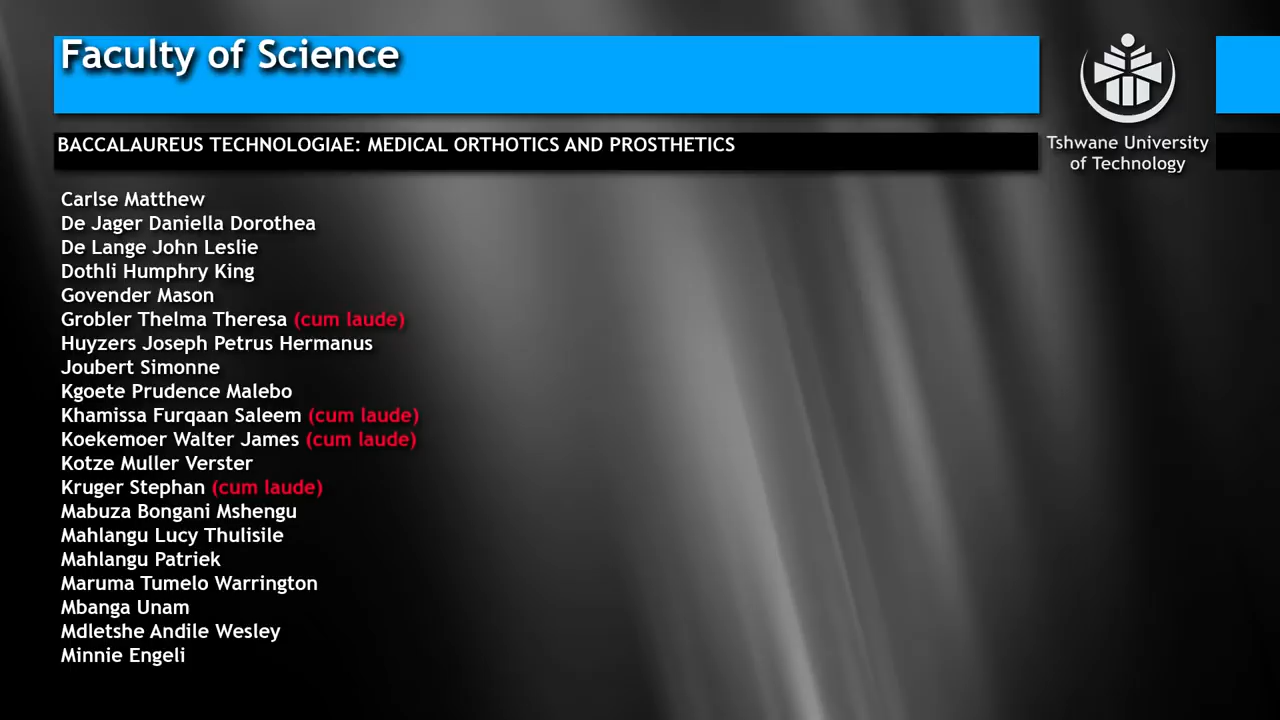 Faculty of Science
Tshwane University
of Technology
BACCALAUREUS TECHNOLOGIAE: MEDICAL ORTHOTICS AND PROSTHETICS
Carlse Matthew
De Jager Daniella Dorothea
De Lange John Leslie
Dothli Humphry King
Govender Mason
Grobler Thelma Theresa (cum laude)
Huyzers Joseph Petrus Hermanus
Joubert Simonne
Kgoete Prudence Malebo
Khamissa Furqaan Saleem (cum laude)
Koekemoer Walter James (cum laude)
Kotze Muller Verster
Kruger Stephan (cum laude)
Mabuza Bongani Mshengu
Mahlangu Lucy Thulisile
Mahlangu Patriek
Maruma Tumelo Warrington
Mbanga Unam
Mdletshe Andile Wesley
Minnie Engeli